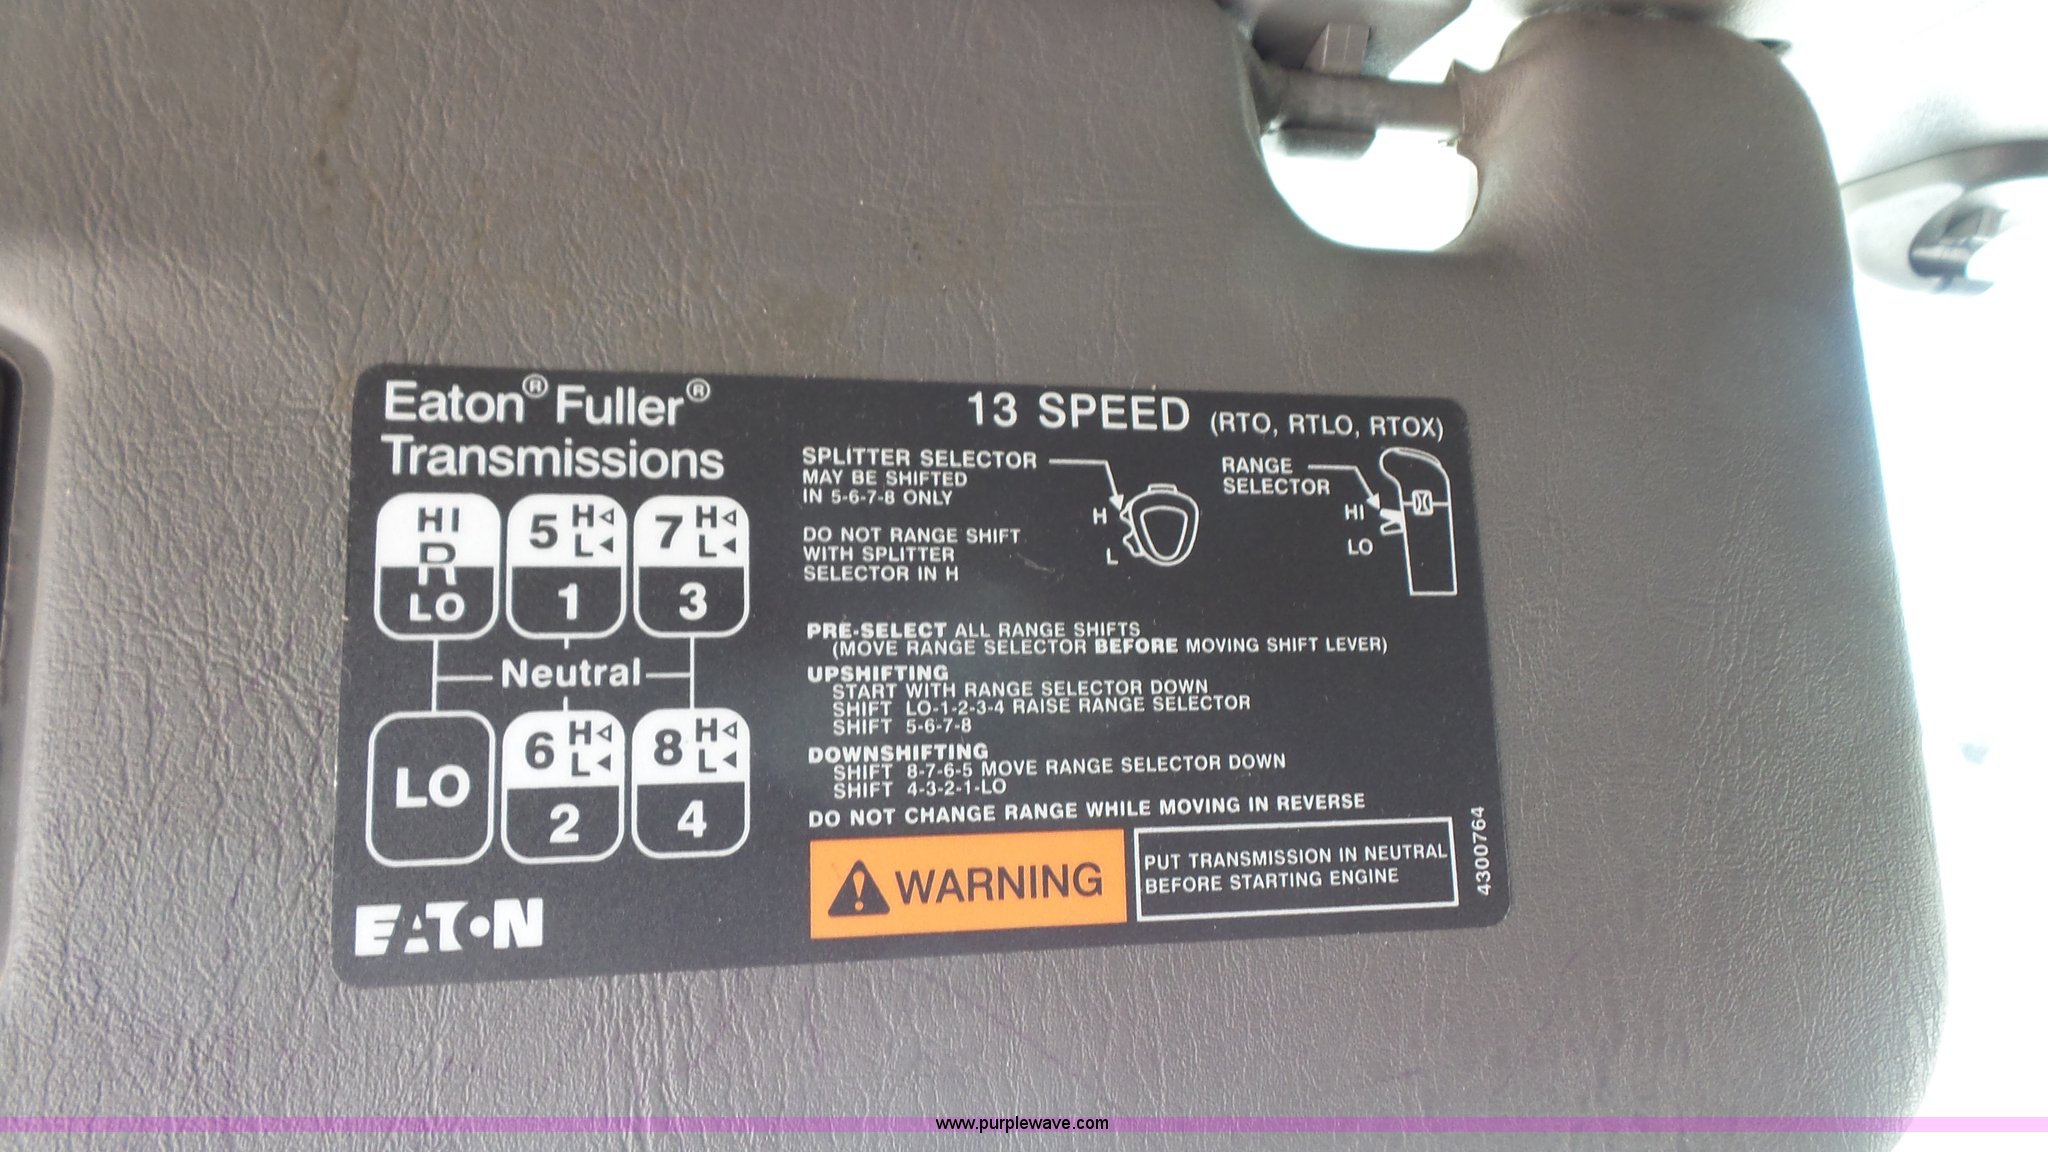 Eaton® Fuller®
Transmissions
13 SPEED (RTO, RTLO, RTOX)
HI
R
LO
5 H L
1
7 H L
3
Neutral
LO
6 H L
2
8 H L
4
EATON
SPLITTER SELECTOR
MAY BE SHIFTED
IN 5-6-7-8 ONLY
DO NOT RANGE SHIFT
WITH SPLITTER
SELECTOR IN H
H
L
RANGE
SELECTOR
HI
LO
PRE-SELECT ALL RANGE SHIFTS
(MOVE RANGE SELECTOR BEFORE MOVING SHIFT LEVER)
UPSHIFTING
START WITH RANGE SELECTOR DOWN
SHIFT LO-1-2-3-4 RAISE RANGE SELECTOR
SHIFT 5-6-7-8
DOWNSHIFTING
SHIFT 8-7-6-5 MOVE RANGE SELECTOR DOWN
SHIFT 4-3-2-1-LO
DO NOT CHANGE RANGE WHILE MOVING IN REVERSE
WARNING
PUT TRANSMISSION IN NEUTRAL
BEFORE STARTING ENGINE
4300764
www.purplewave.com